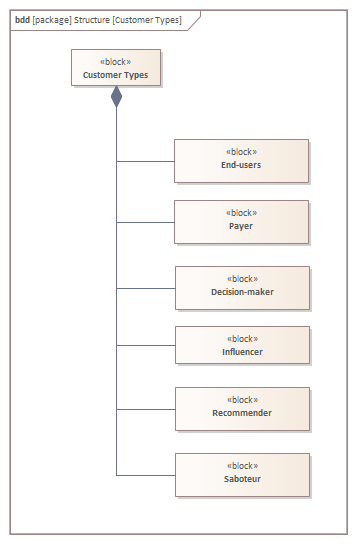 bdd [package] Structure [Customer Types]
«block»
Customer Types
«block»
End-users
«block»
Payer
«block»
Decision-maker
«block»
Influencer
«block»
Recommender
«block»
Saboteur